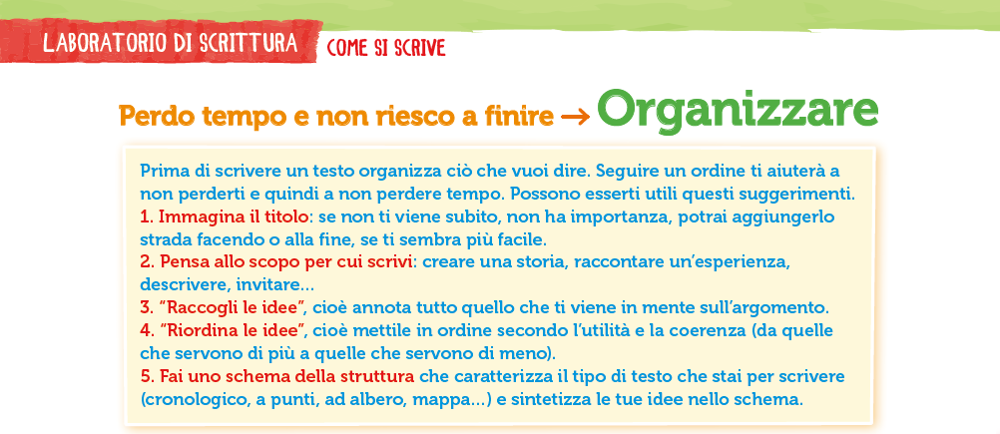 LABORATORIO DI SCRITTURA COME SI SCRIVE
Perdo tempo e non riesco a finire → Organizzare
Prima di scrivere un testo organizza ciò che vuoi dire. Seguire un ordine ti aiuterà a
non perderti e quindi a non perdere tempo. Possono esserti utili questi suggerimenti.
1. Immagina il titolo: se non ti viene subito, non ha importanza, potrai aggiungerlo
strada facendo o alla fine, se ti sembra più facile.
2. Pensa allo scopo per cui scrivi: creare una storia, raccontare un’esperienza,
descrivere, invitare…
3. “Raccogli le idee”, cioè annota tutto quello che ti viene in mente sull’argomento.
4. “Riordina le idee”, cioè mettile in ordine secondo l’utilità e la coerenza (da quelle
che servono di più a quelle che servono di meno).
5. Fai uno schema della struttura che caratterizza il tipo di testo che stai per scrivere
(cronologico, a punti, ad albero, mappa…) e sintetizza le tue idee nello schema.